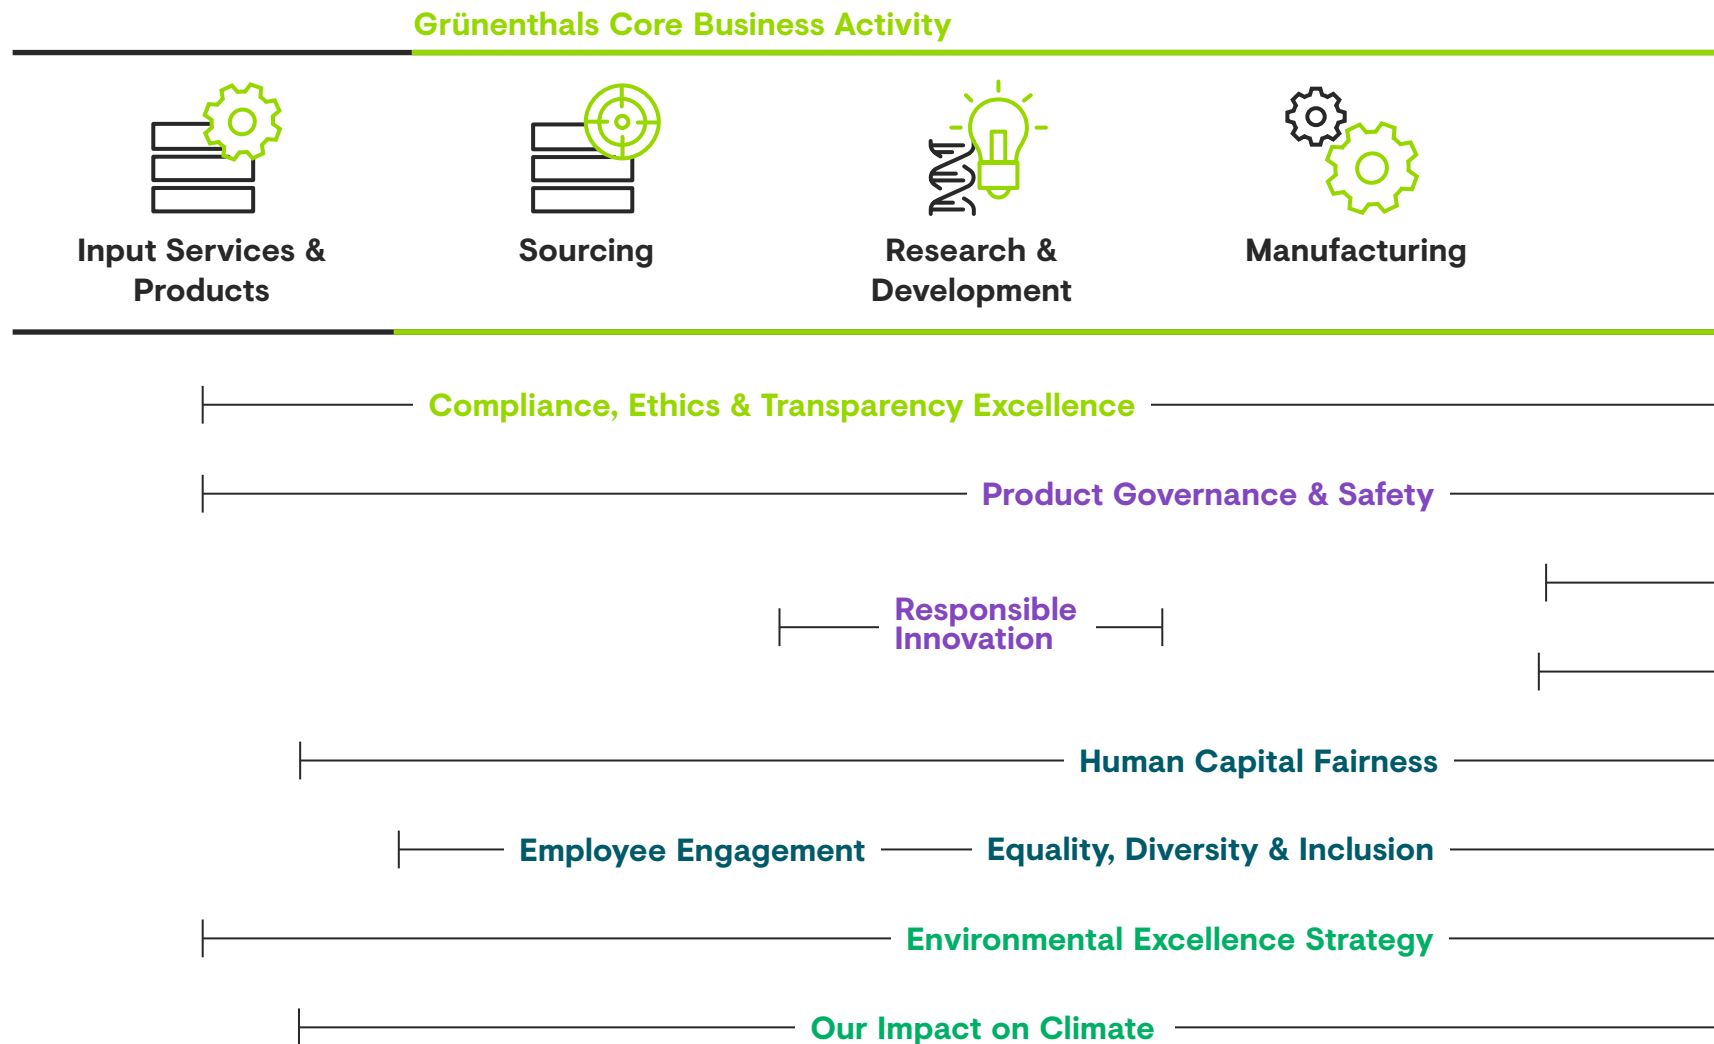 Grünenthals Core Business Activity
Input Services &
Products
Sourcing
Research &
Development
Manufacturing
Compliance, Ethics & Transparency Excellence
Product Governance & Safety
Responsible
Innovation
Human Capital Fairness
Employee Engagement
Equality, Diversity & Inclusion
Environmental Excellence Strategy
Our Impact on Climate